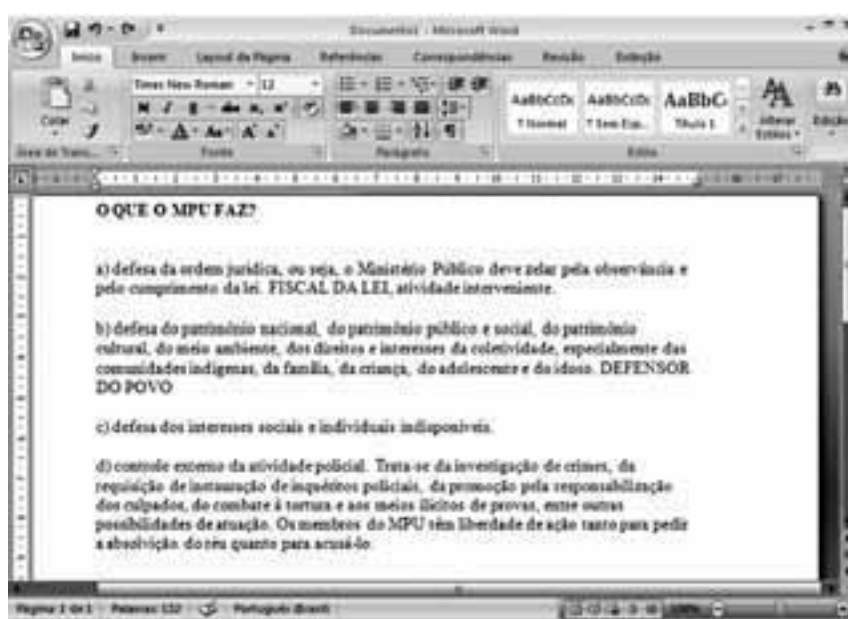 Documento1 - Microsoft Word
Início Inserir Layout da Página Referências Correspondências Revisão Exibição
Times New Roman 12
Colar
AaBbCcDc AaBbCcDc AaBbC
¶ Normal ¶ Sem Esp... Título 1
Alterar Estilos
Edição
Área de Trans... Fonte Parágrafo Estilo
O QUE O MPU FAZ?
a) defesa da ordem jurídica, ou seja, o Ministério Público deve zelar pela observância e
pelo cumprimento da lei. FISCAL DA LEI, atividade interveniente.
b) defesa do patrimônio nacional, do patrimônio público e social, do patrimônio
cultural, do meio ambiente, dos direitos e interesses da coletividade, especialmente das
comunidades indígenas, da família, da criança, do adolescente e do idoso. DEFENSOR
DO POVO
c) defesa dos interesses sociais e individuais indisponíveis.
d) controle externo da atividade policial. Trata-se da investigação de crimes, da
requisição de instauração de inquéritos policiais, da promoção pela responsabilização
dos culpados, do combate à tortura e aos meios ilícitos de provas, entre outras
possibilidades de atuação. Os membros do MPU têm liberdade de ação tanto para pedir
a absolvição do réu quanto para acusá-lo.
Página 1 de 1 Palavras: 132 Português (Brasil) 100%